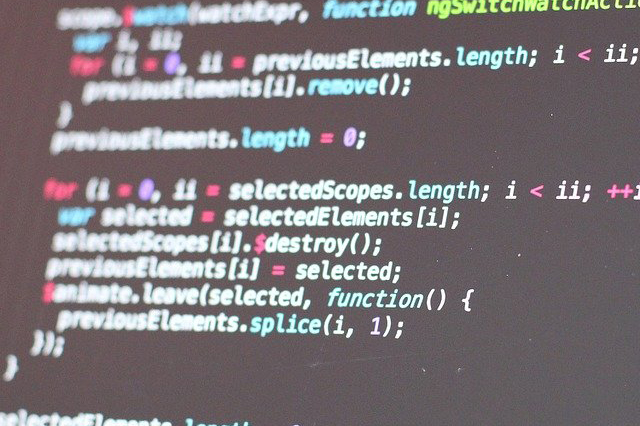 scope.$watch(watchExpr, function ngSwitchWatchActi
var i, ii;
for (i = 0, ii = previousElements.length; i < ii;
previousElements[i].remove();
}
previousElements.length = 0;
for (i = 0, ii = selectedScopes.length; i < ii; ++i
var selected = selectedElements[i];
selectedScopes[i].$destroy();
previousElements[i] = selected;
$animate.leave(selected, function() {
previousElements.splice(i, 1);
});
}
selectedElements.length